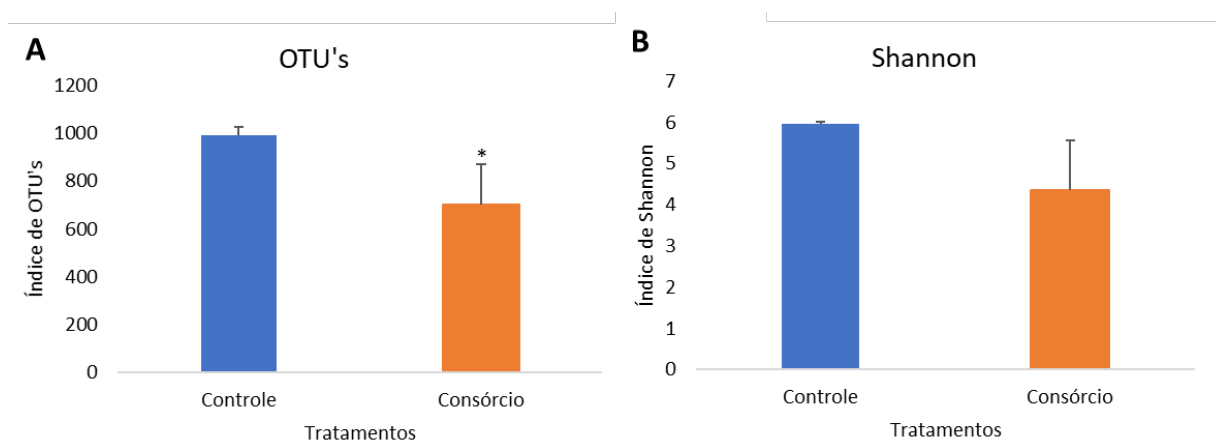 A
OTU's
1200
1000
800
600
400
200
0
Índice de OTU's
*
Controle
Consórcio
Tratamentos
B
Shannon
7
6
5
4
3
2
1
0
Índice de Shannon
Controle
Consórcio
Tratamentos